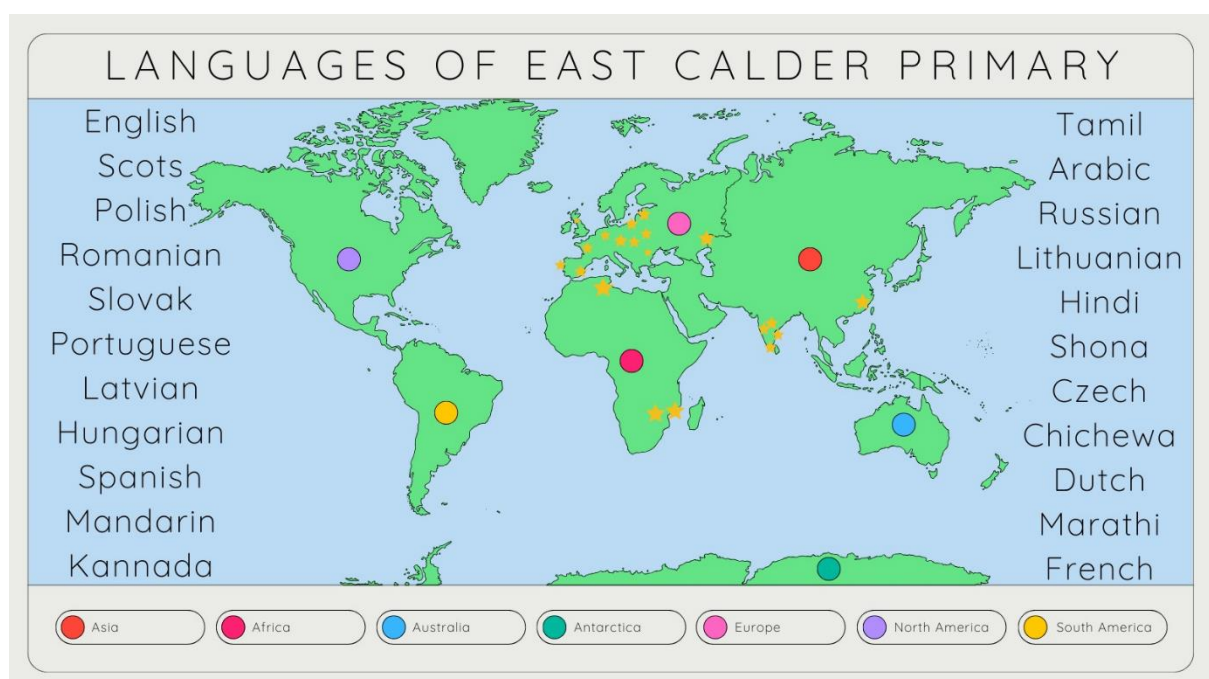 LANGUAGES OF EAST CALDER PRIMARY
English
Scots
Polish
Romanian
Slovak
Portuguese
Latvian
Hungarian
Spanish
Mandarin
Kannada
Tamil
Arabic
Russian
Lithuanian
Hindi
Shona
Czech
Chichewa
Dutch
Marathi
French
Asia
Africa
Australia
Antarctica
Europe
North America
South America